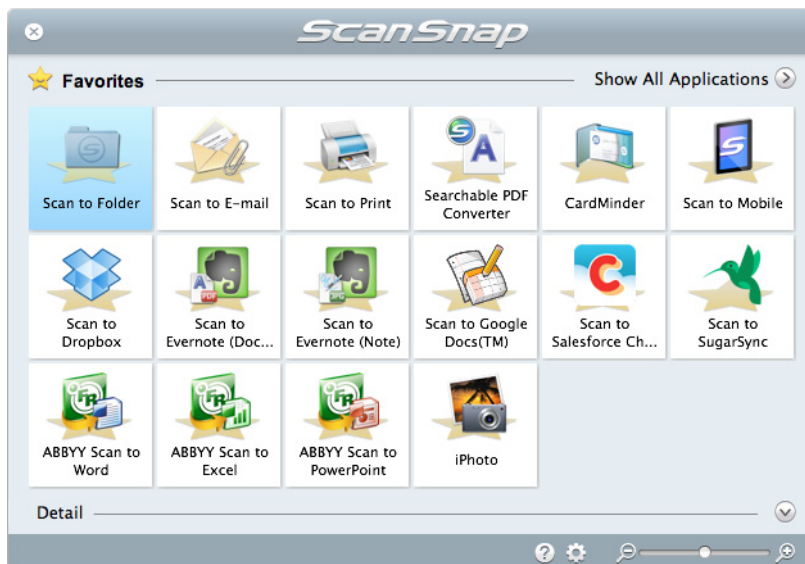 ScanSnap
Favorites
Show All Applications
Scan to Folder
Scan to E-mail
Scan to Print
Searchable PDF
Converter
CardMinder
Scan to Mobile
Scan to
Dropbox
Scan to
Evernote (Doc...
Scan to
Evernote (Note)
Scan to Google
Docs(TM)
Scan to
Salesforce Ch...
Scan to
SugarSync
ABBYY Scan to
Word
ABBYY Scan to
Excel
ABBYY Scan to
PowerPoint
iPhoto
Detail